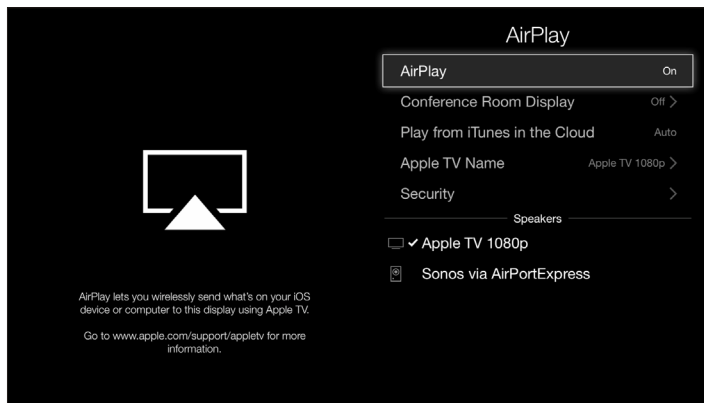 AirPlay
AirPlay On
Conference Room Display Off
Play from iTunes in the Cloud Auto
Apple TV Name Apple TV 1080p
Security
Speakers
Apple TV 1080p
Sonos via AirPortExpress
AirPlay lets you wirelessly send what's on your iOS
device or computer to this display using Apple TV.
Go to www.apple.com/support/appletv for more
information.